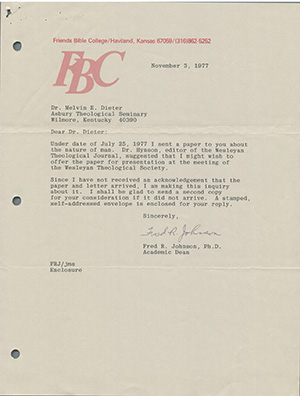 Friends Bible College/Haviland, Kansas 67059/(316)862-5252
FBC
November 3, 1977
Dr. Melvin E. Dieter
Asbury Theological Seminary
Wilmore, Kentucky 40390
Dear Dr. Dieter:
Under date of July 25, 1977 I sent a paper to you about
the nature of man. Dr. Hynson, editor of the Wesleyan
Theological Journal, suggested that I might wish to
offer the paper for presentation at the meeting of
the Wesleyan Theological Society.
Since I have not received an acknowledgement that the
paper and letter arrived, I am making this inquiry
about it. I shall be glad to send a second copy
for your consideration if it did not arrive. A stamped,
self-addressed envelope is enclosed for your reply.
Sincerely,
Fred R. Johnson
Fred R. Johnson, Ph.D.
Academic Dean
FRJ/jms
Enclosure